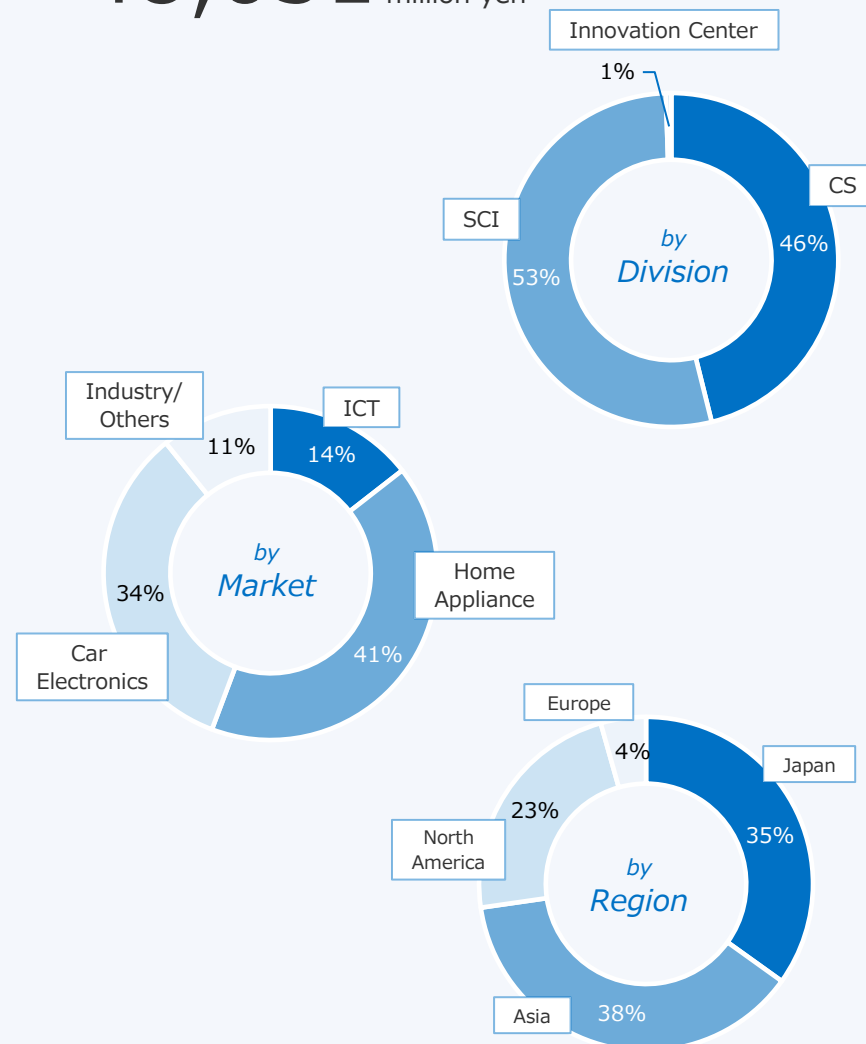 million yen
Innovation Center
1%
CS
SCI
by
Division
46%
53%
Industry/
Others
ICT
11%
14%
by
Market
Home
Appliance
34%
Car
Electronics
41%
Europe
4%
Japan
23%
North
America
35%
by
Region
Asia
38%